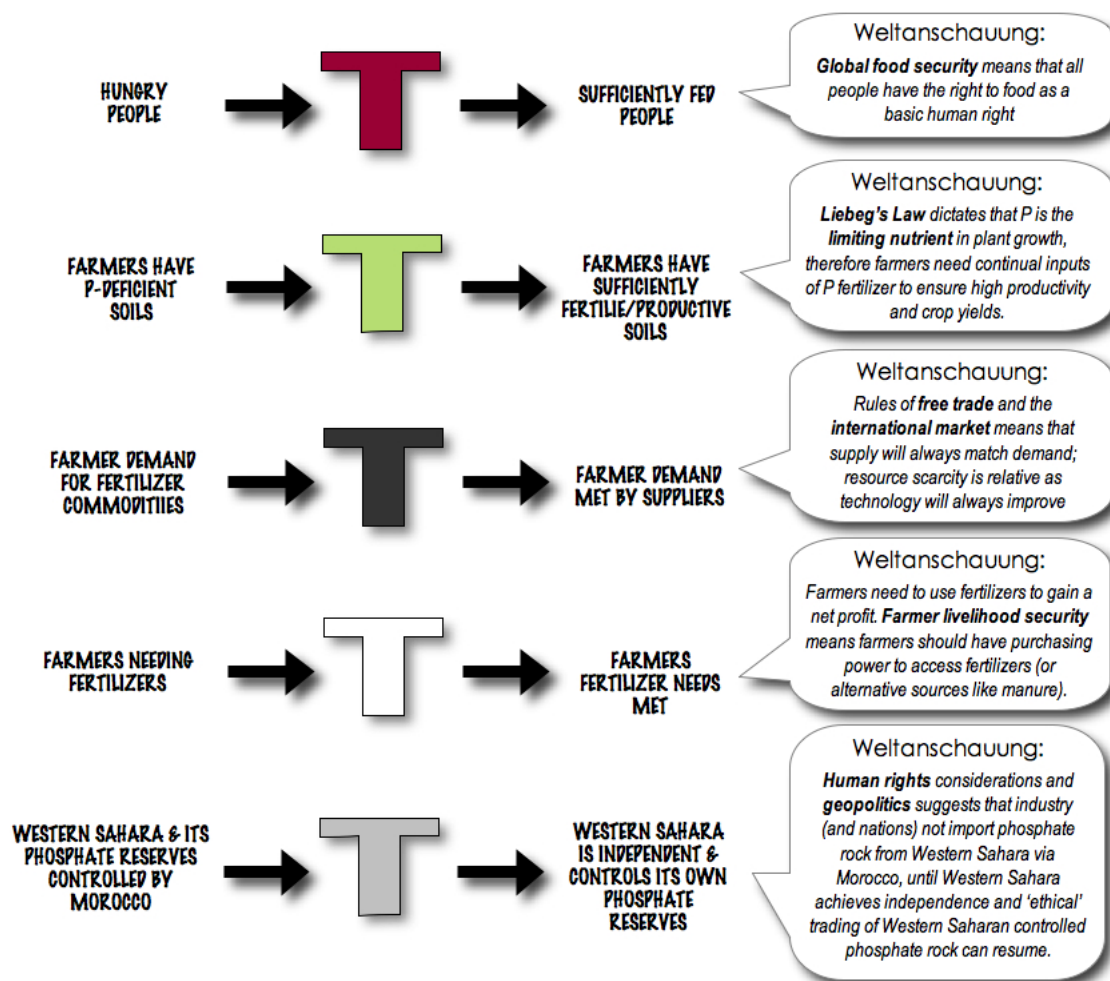 HUNGRY
PEOPLE
T
SUFFICIENTLY FED
PEOPLE
Weltanschauung:
Global food security means that all
people have the right to food as a
basic human right
FARMERS HAVE
P-DEFICIENT
SOILS
T
FARMERS HAVE
SUFFICIENTLY
FERTILIE/PRODUCTIVE
SOILS
Weltanschauung:
Liebeg's Law dictates that P is the
limiting nutrient in plant growth,
therefore farmers need continual inputs
of P fertilizer to ensure high productivity
and crop yields.
FARMER DEMAND
FOR FERTILIZER
COMMODITIIES
T
FARMER DEMAND
MET BY SUPPLIERS
Weltanschauung:
Rules of free trade and the
international market means that
supply will always match demand;
resource scarcity is relative as
technology will always improve
FARMERS NEEDING
FERTILIZERS
T
FARMERS
FERTILIZER NEEDS
MET
Weltanschauung:
Farmers need to use fertilizers to gain a
net profit. Farmer livelihood security
means farmers should have purchasing
power to access fertilizers (or
alternative sources like manure).
WESTERN SAHARA & ITS
PHOSPHATE RESERVES
CONTROLLED BY
MOROCCO
T
WESTERN SAHARA
IS INDEPENDENT &
CONTROLS ITS OWN
PHOSPHATE
RESERVES
Weltanschauung:
Human rights considerations and
geopolitics suggests that industry
(and nations) not import phosphate
rock from Western Sahara via
Morocco, until Western Sahara
achieves independence and 'ethical'
trading of Western Saharan controlled
phosphate rock can resume.